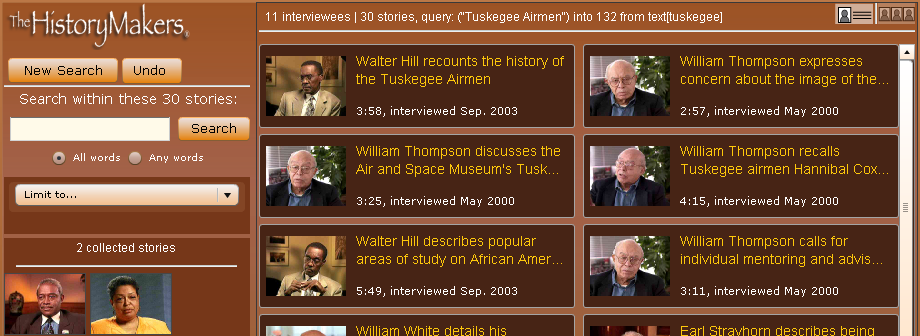 The HistoryMakers®
New Search
Undo
Search within these 30 stories:
Search
All words
Any words
Limit to...
2 collected stories
11 interviewees | 30 stories, query: ("Tuskegee Airmen") into 132 from text[tuskegee]
Walter Hill recounts the history of
the Tuskegee Airmen
3:58, interviewed Sep. 2003
William Thompson expresses
concern about the image of the...
2:57, interviewed May 2000
William Thompson discusses the
Air and Space Museum's Tusk...
3:25, interviewed May 2000
William Thompson recalls
Tuskegee airmen Hannibal Cox...
4:15, interviewed May 2000
Walter Hill describes popular
areas of study on African Amer...
5:49, interviewed Sep. 2003
William Thompson calls for
individual mentoring and advis...
3:11, interviewed May 2000
William White details his
Earl Strayhorn describes being